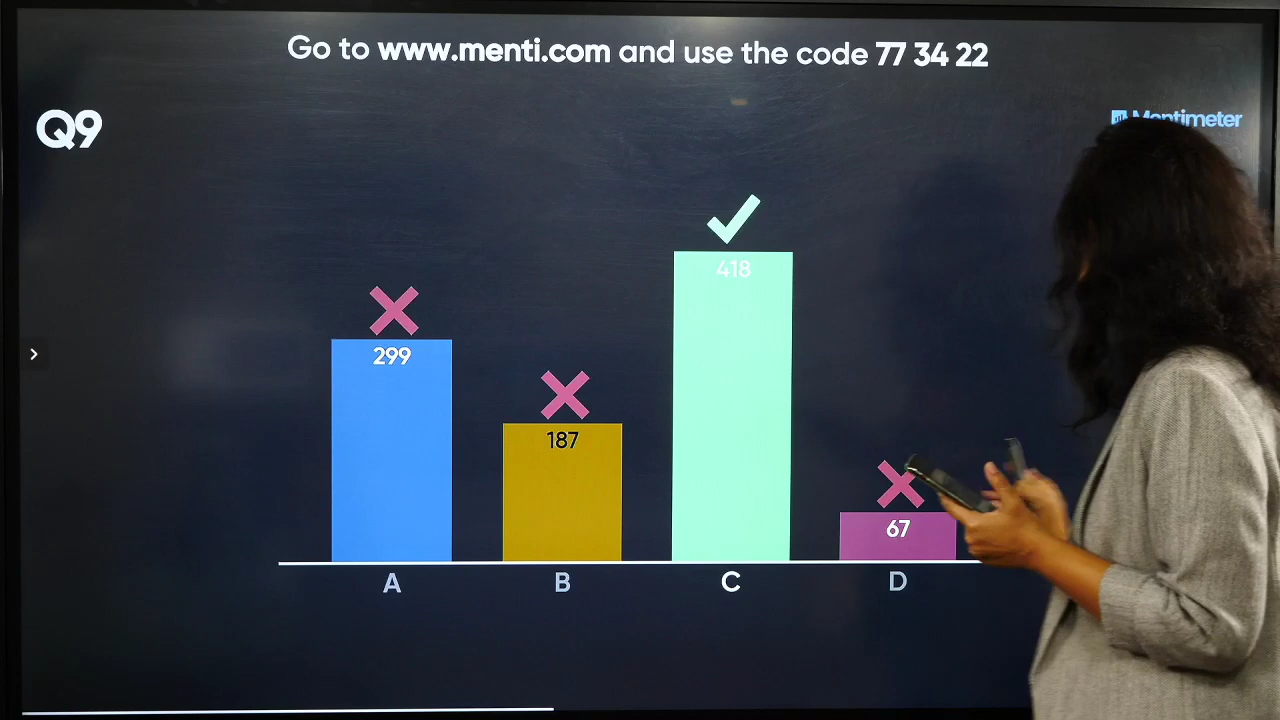 Go to www.menti.com and use the code 77 34 22
Q9
Mentimeter
418
299
187
67
A B C D